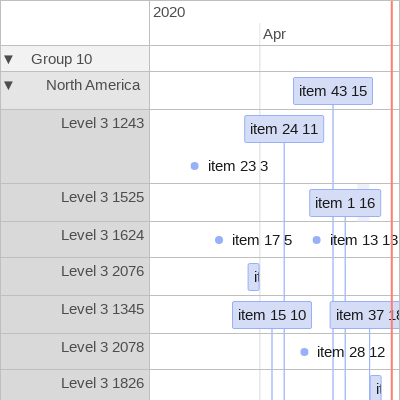 2020
Apr
▼ Group 10
▼ North America
item 43 15
Level 3 1243
item 24 11
item 23 3
Level 3 1525
item 1 16
Level 3 1624
item 17 5
item 13 13
Level 3 2076
Level 3 1345
item 15 10
item 37 18
Level 3 2078
item 28 12
Level 3 1826